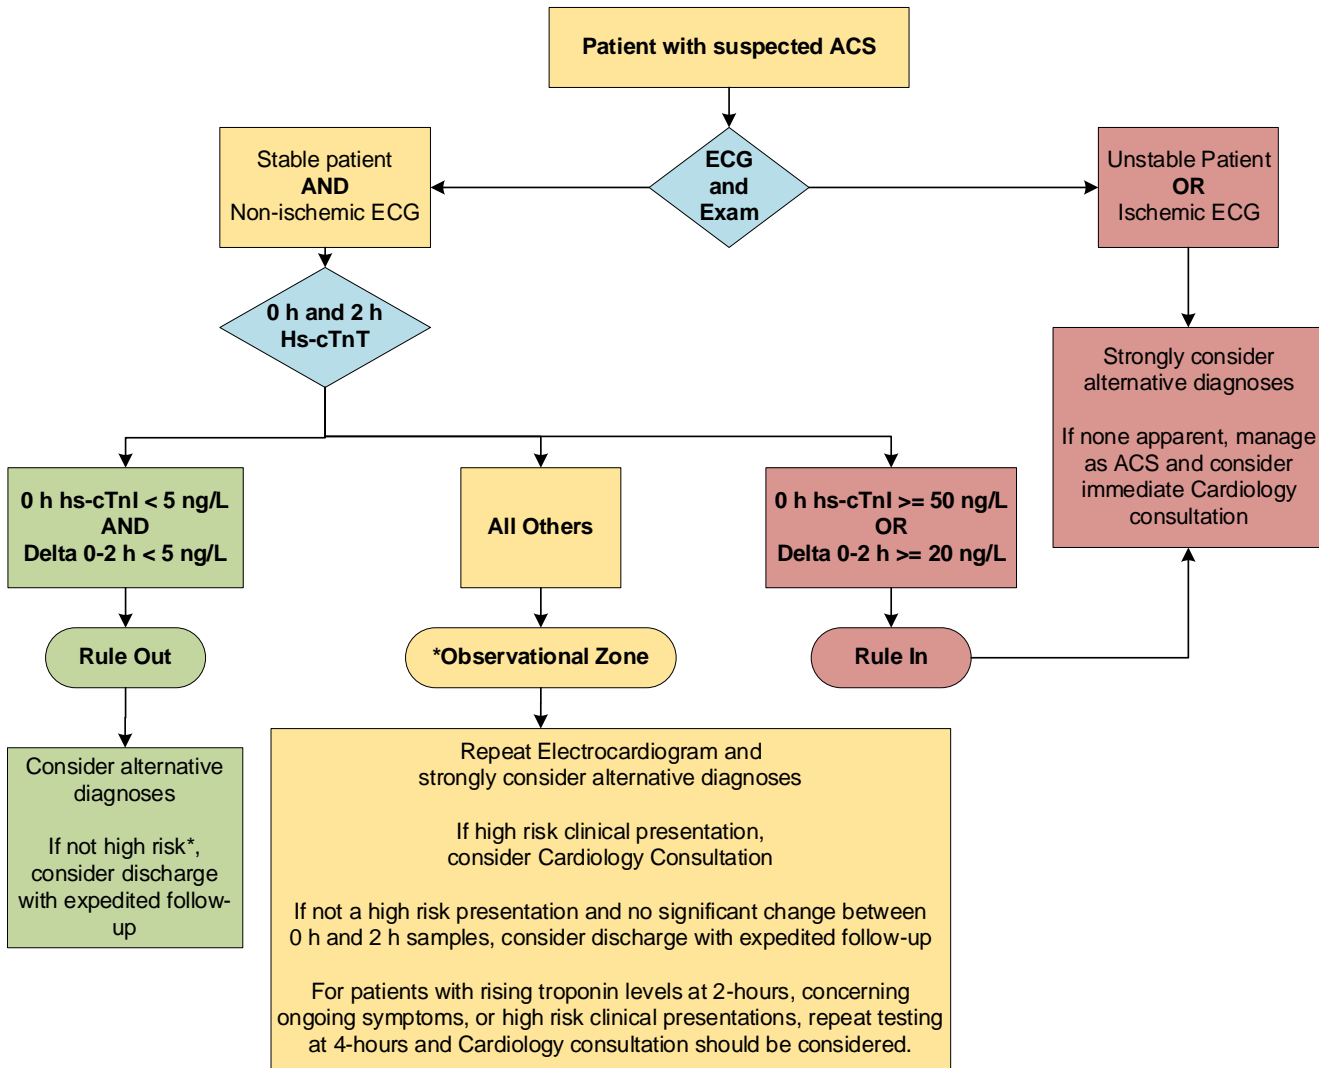 Patient with suspected ACS
Stable patient
AND
Non-ischemic ECG
ECG
and
Exam
Unstable Patient
OR
Ischemic ECG
0 h and 2 h
Hs-cTnT
Strongly consider
alternative diagnoses
If none apparent, manage
as ACS and consider
immediate Cardiology
consultation
0 h hs-cTnI < 5 ng/L
AND
Delta 0-2 h < 5 ng/L
All Others
0 h hs-cTnI >= 50 ng/L
OR
Delta 0-2 h >= 20 ng/L
Rule Out
*Observational Zone
Rule In
Consider alternative
diagnoses
If not high risk*,
consider discharge
with expedited follow-
up
Repeat Electrocardiogram and
strongly consider alternative diagnoses
If high risk clinical presentation,
consider Cardiology Consultation
If not a high risk presentation and no significant change between
0 h and 2 h samples, consider discharge with expedited follow-up
For patients with rising troponin levels at 2-hours, concerning
ongoing symptoms, or high risk clinical presentations, repeat testing
at 4-hours and Cardiology consultation should be considered.